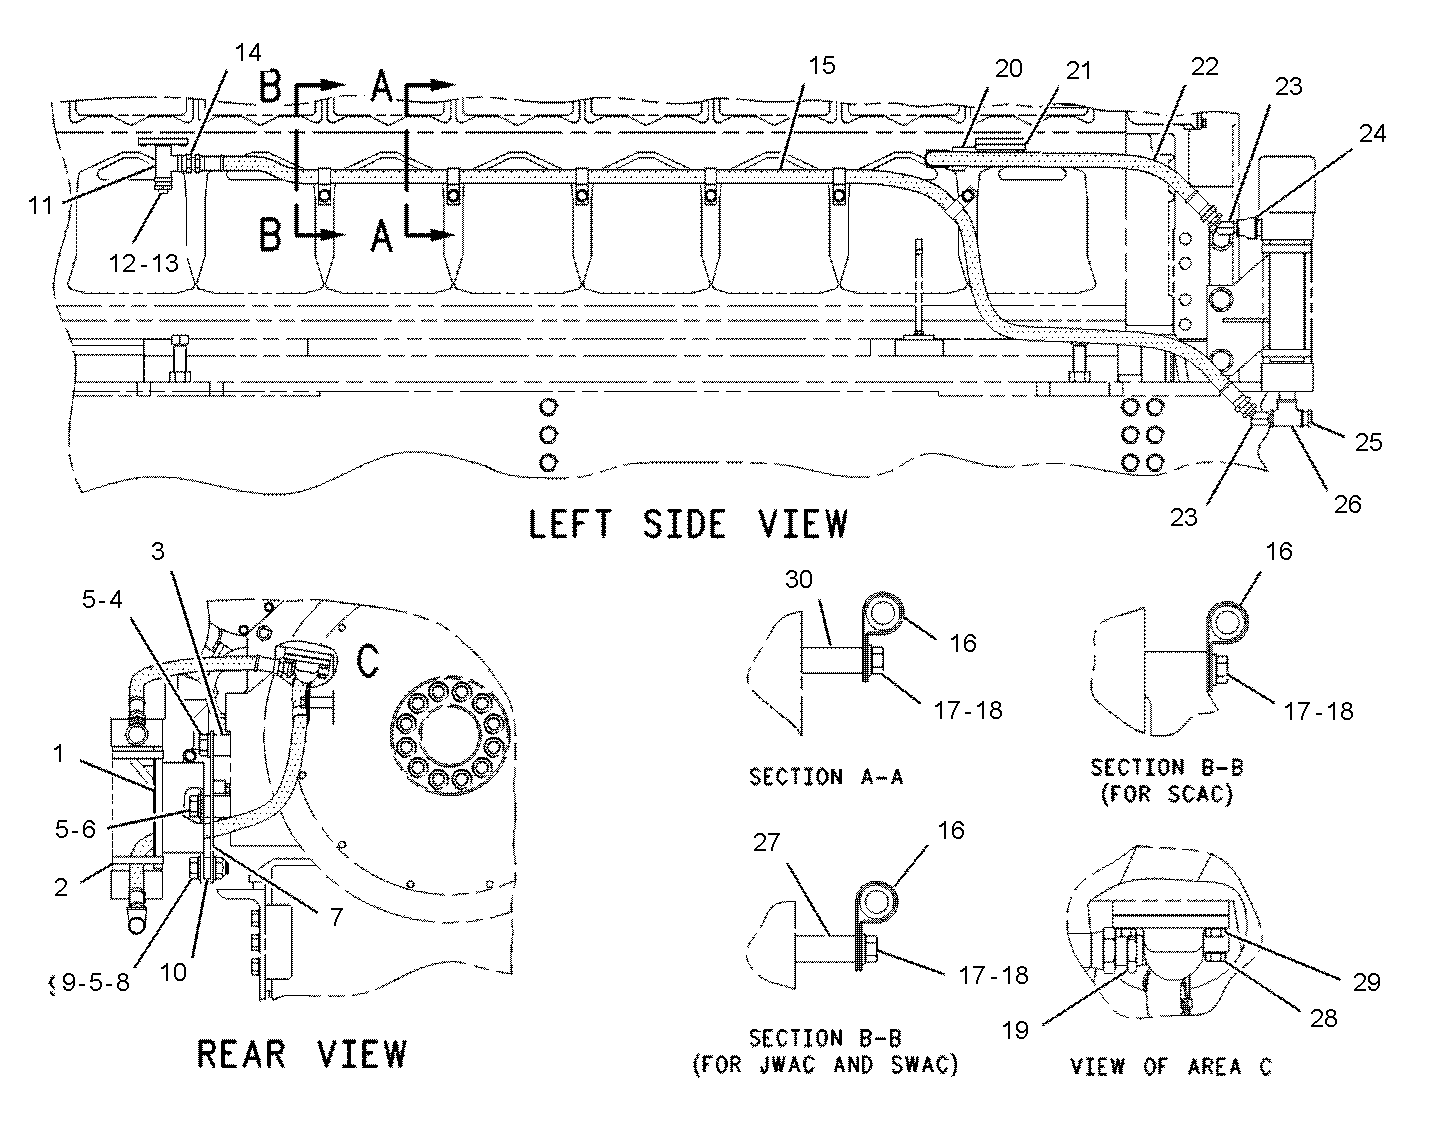 14
B
A
15
20
21
22
23
24
11
12-13
B
A
25
26
23
LEFT SIDE VIEW
3
5-4
C
1
5-6
2
7
10
9-5-8
REAR VIEW
30
16
17-18
SECTION A-A
16
17-18
SECTION B-B
(FOR SCAC)
27
16
17-18
SECTION B-B
(FOR JWAC AND SWAC)
29
28
19
VIEW OF AREA C